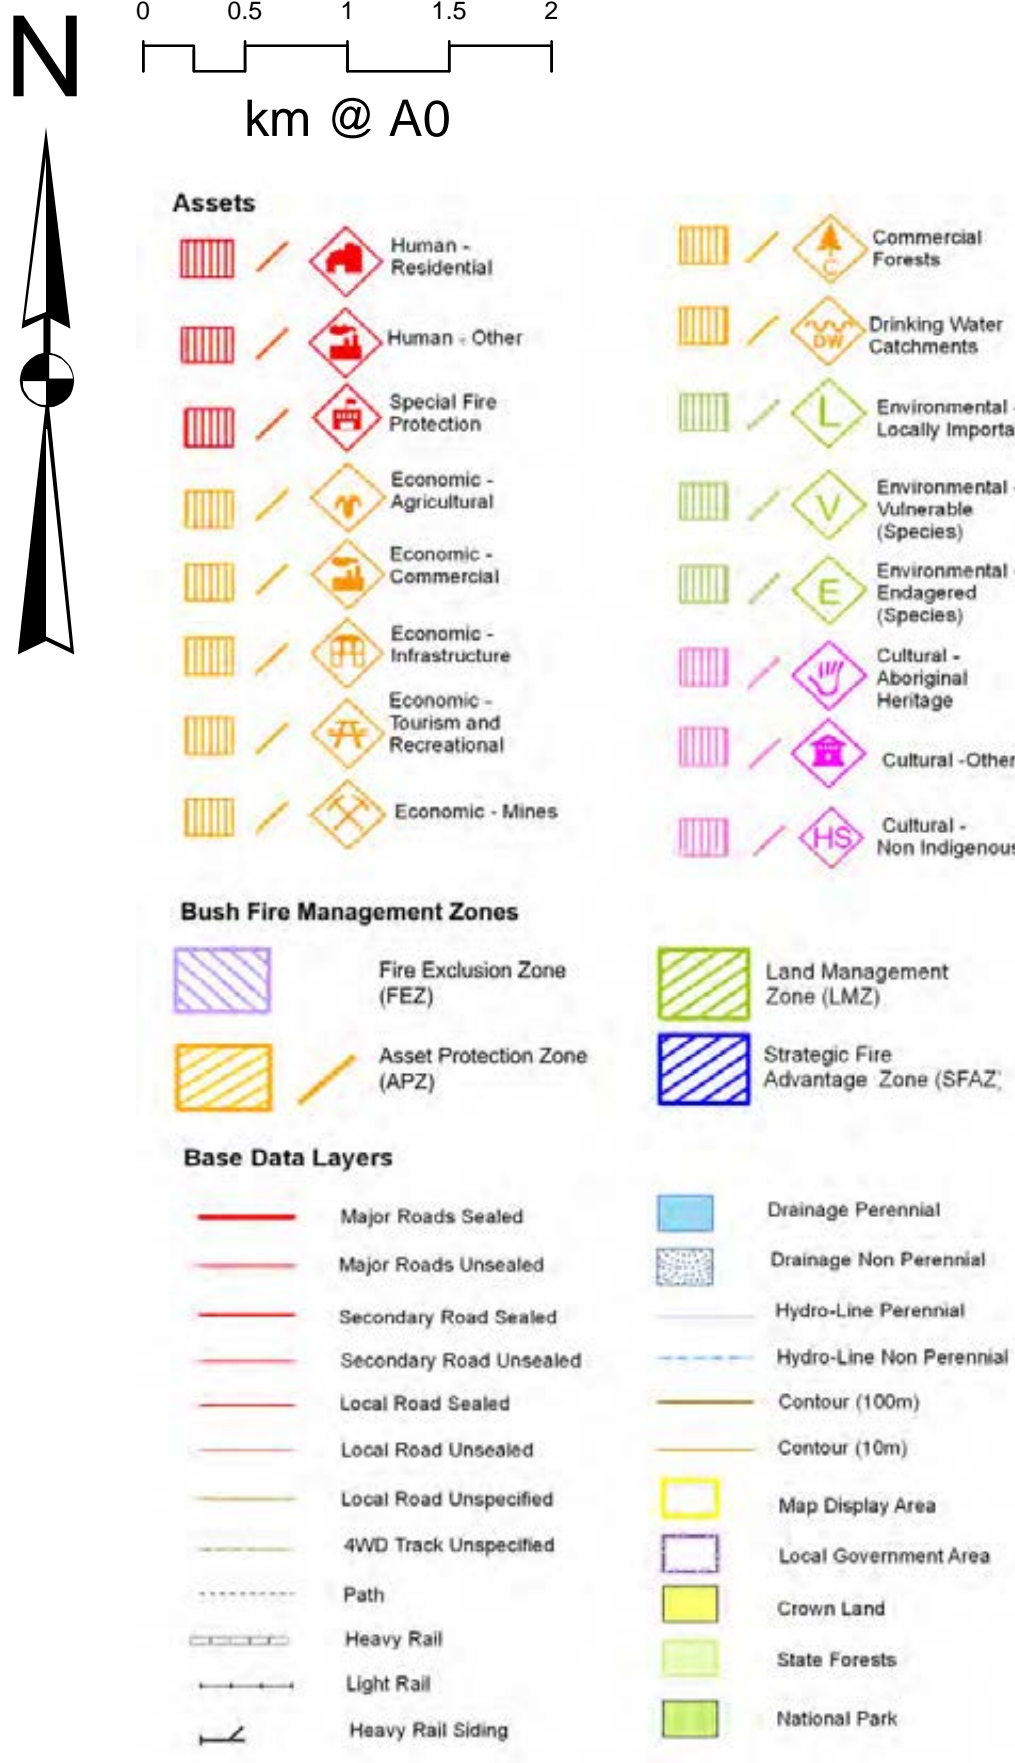 N
0 0.5 1 1.5 2
km @ A0
Assets
Human -
Residential
Human - Other
Special Fire
Protection
Economic -
Agricultural
Economic -
Commercial
Economic -
Infrastructure
Economic -
Tourism and
Recreational
Economic - Mines
C
Commercial
Forests
DW
Drinking Water
Catchments
L
Environmental -
Locally Importa
V
Environmental -
Vulnerable
(Species)
E
Environmental -
Endagered
(Species)
Cultural -
Aboriginal
Heritage
Cultural -Other
HS
Cultural -
Non Indigenous
Bush Fire Management Zones
Fire Exclusion Zone
(FEZ)
Asset Protection Zone
(APZ)
Land Management
Zone (LMZ)
Strategic Fire
Advantage Zone (SFAZ)
Base Data Layers
Major Roads Sealed
Major Roads Unsealed
Secondary Road Sealed
Secondary Road Unsealed
Local Road Sealed
Local Road Unsealed
Local Road Unspecified
4WD Track Unspecified
Path
Heavy Rail
Light Rail
Heavy Rail Siding
Drainage Perennial
Drainage Non Perennial
Hydro-Line Perennial
Hydro-Line Non Perennial
Contour (100m)
Contour (10m)
Map Display Area
Local Government Area
Crown Land
State Forests
National Park